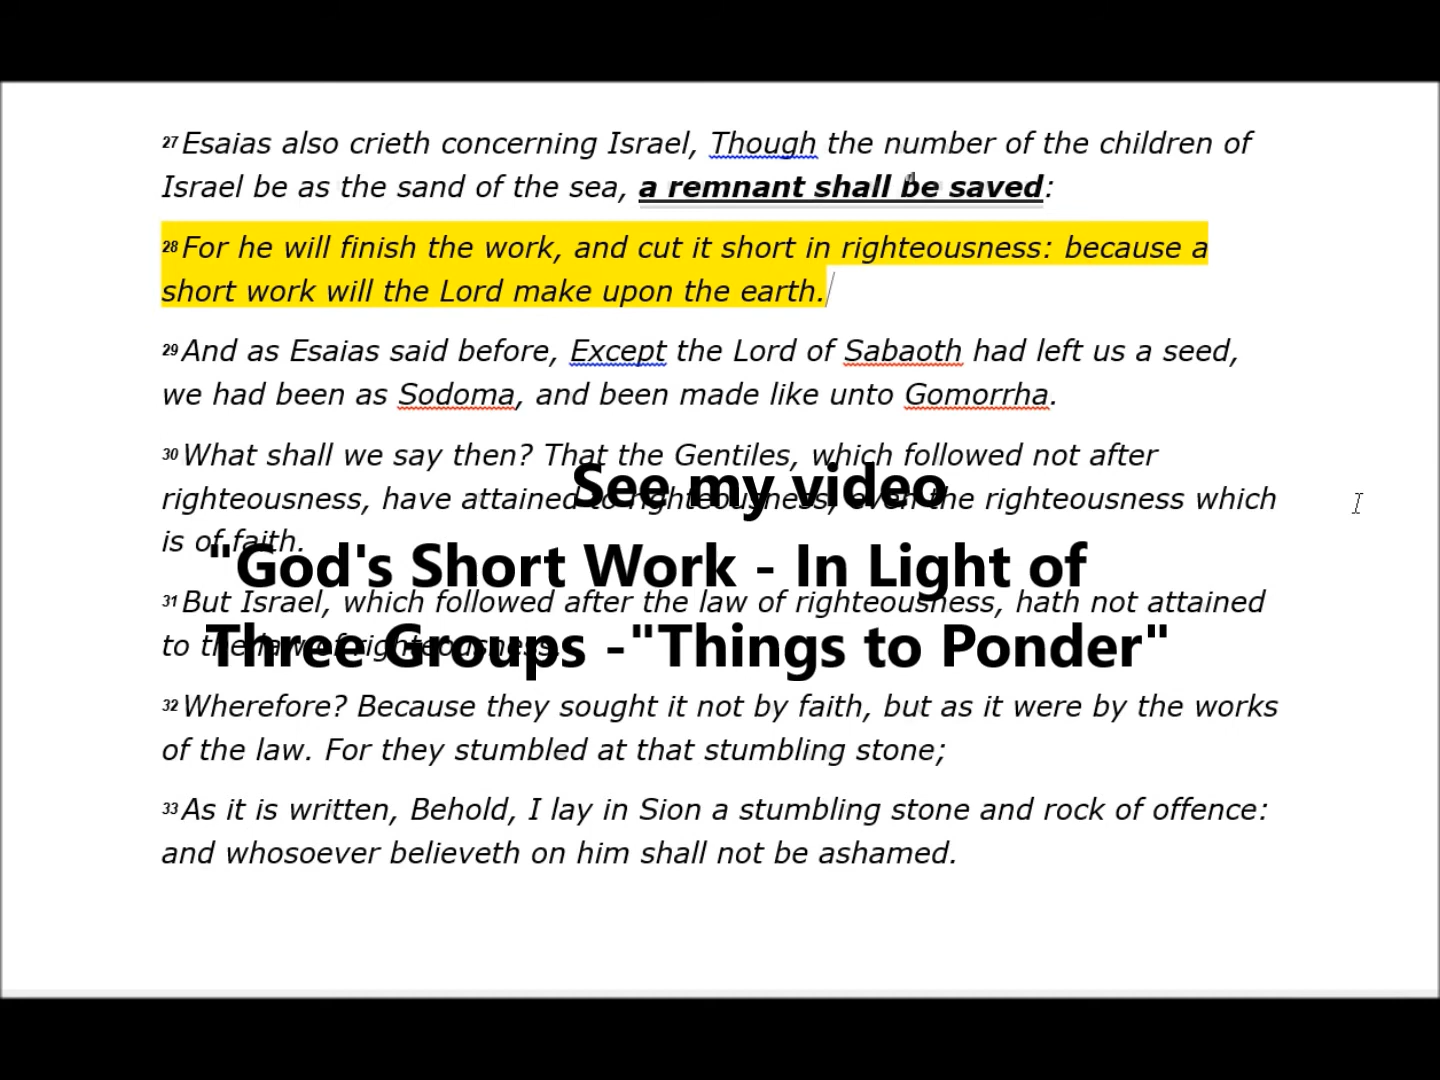 27 Esaias also crieth concerning Israel, Though the number of the children of
Israel be as the sand of the sea, a remnant shall be saved:
28 For he will finish the work, and cut it short in righteousness: because a
short work will the Lord make upon the earth.
29 And as Esaias said before, Except the Lord of Sabaoth had left us a seed,
we had been as Sodoma, and been made like unto Gomorrha.
30 What shall we say then? That the Gentiles, which followed not after
righteousness, have attained to righteousness, even the righteousness which
is of faith.
See my video
"God's Short Work - In Light of
Three Groups -"Things to Ponder"
31 But Israel, which followed after the law of righteousness, hath not attained
to the law of righteousness.
32 Wherefore? Because they sought it not by faith, but as it were by the works
of the law. For they stumbled at that stumbling stone;
33 As it is written, Behold, I lay in Sion a stumbling stone and rock of offence:
and whosoever believeth on him shall not be ashamed.